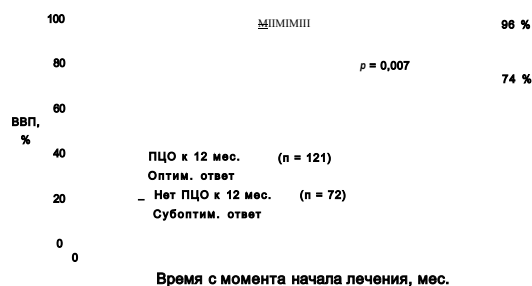 100
МIIMIMIII
96 %
80
p = 0,007
74 %
60
ВВП,
%
40
ПЦО к 12 мес. (п = 121)
Оптим. ответ
20
_ Нет ПЦО к 12 мес. (п = 72)
Субоптим. ответ
0
0
Время с момента начала лечения, мес.